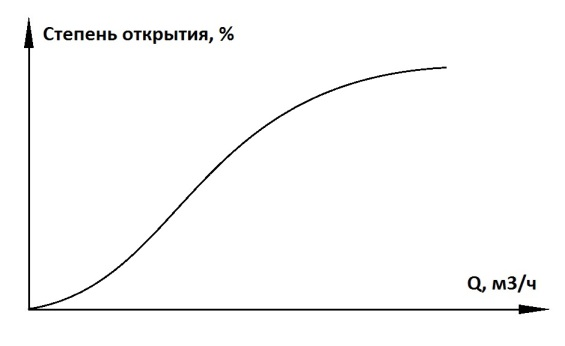 Степень открытия, %
Q, м3/ч